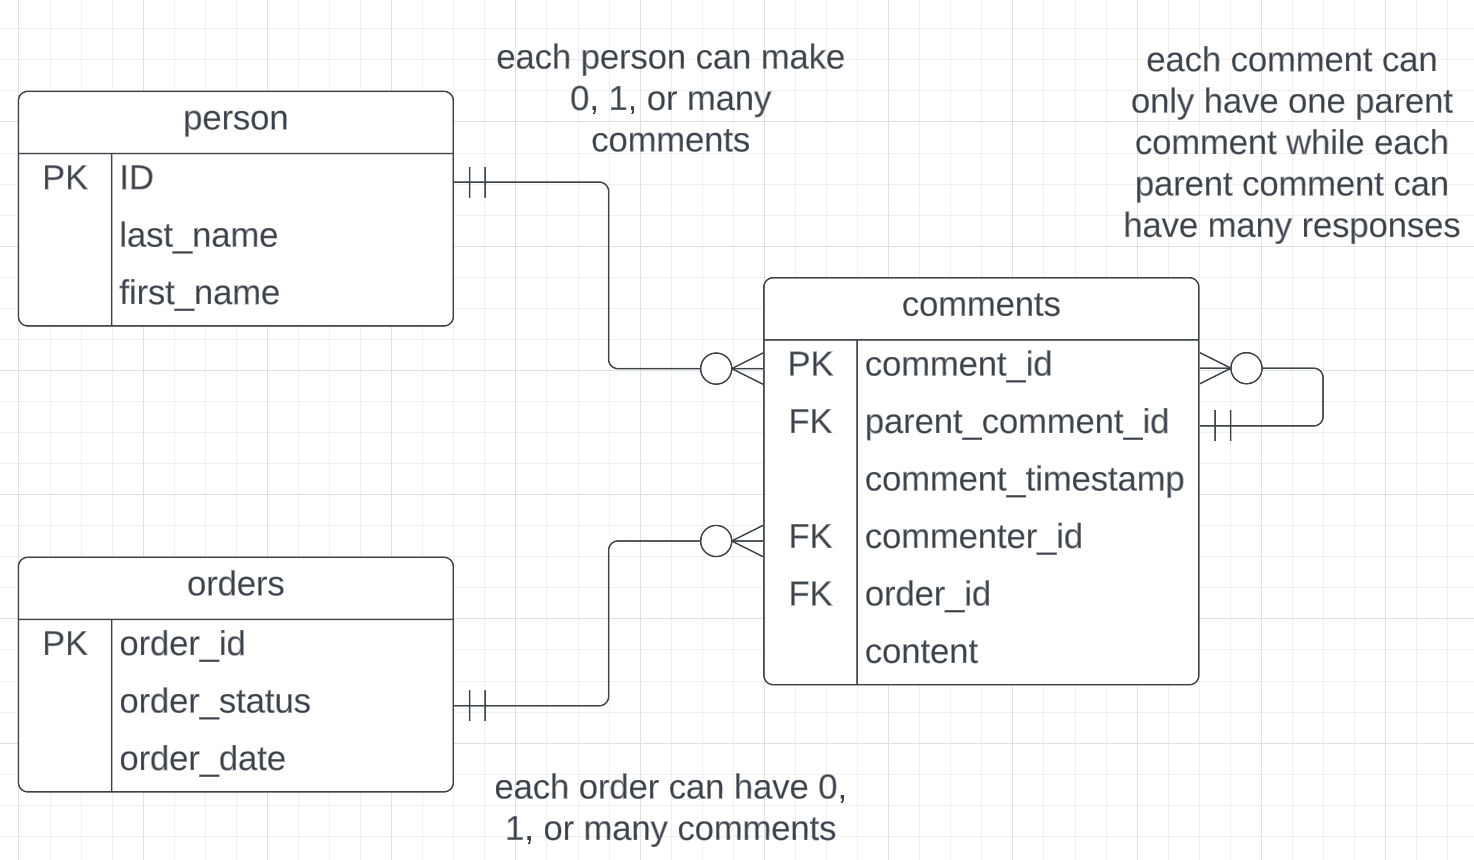 each person can make
0, 1, or many
comments
each comment can
only have one parent
comment while each
parent comment can
have many responses
person
PK ID
last_name
first_name
comments
PK comment_id
FK parent_comment_id
comment_timestamp
FK commenter_id
FK order_id
content
orders
PK order_id
order_status
order_date
each order can have 0,
1, or many comments